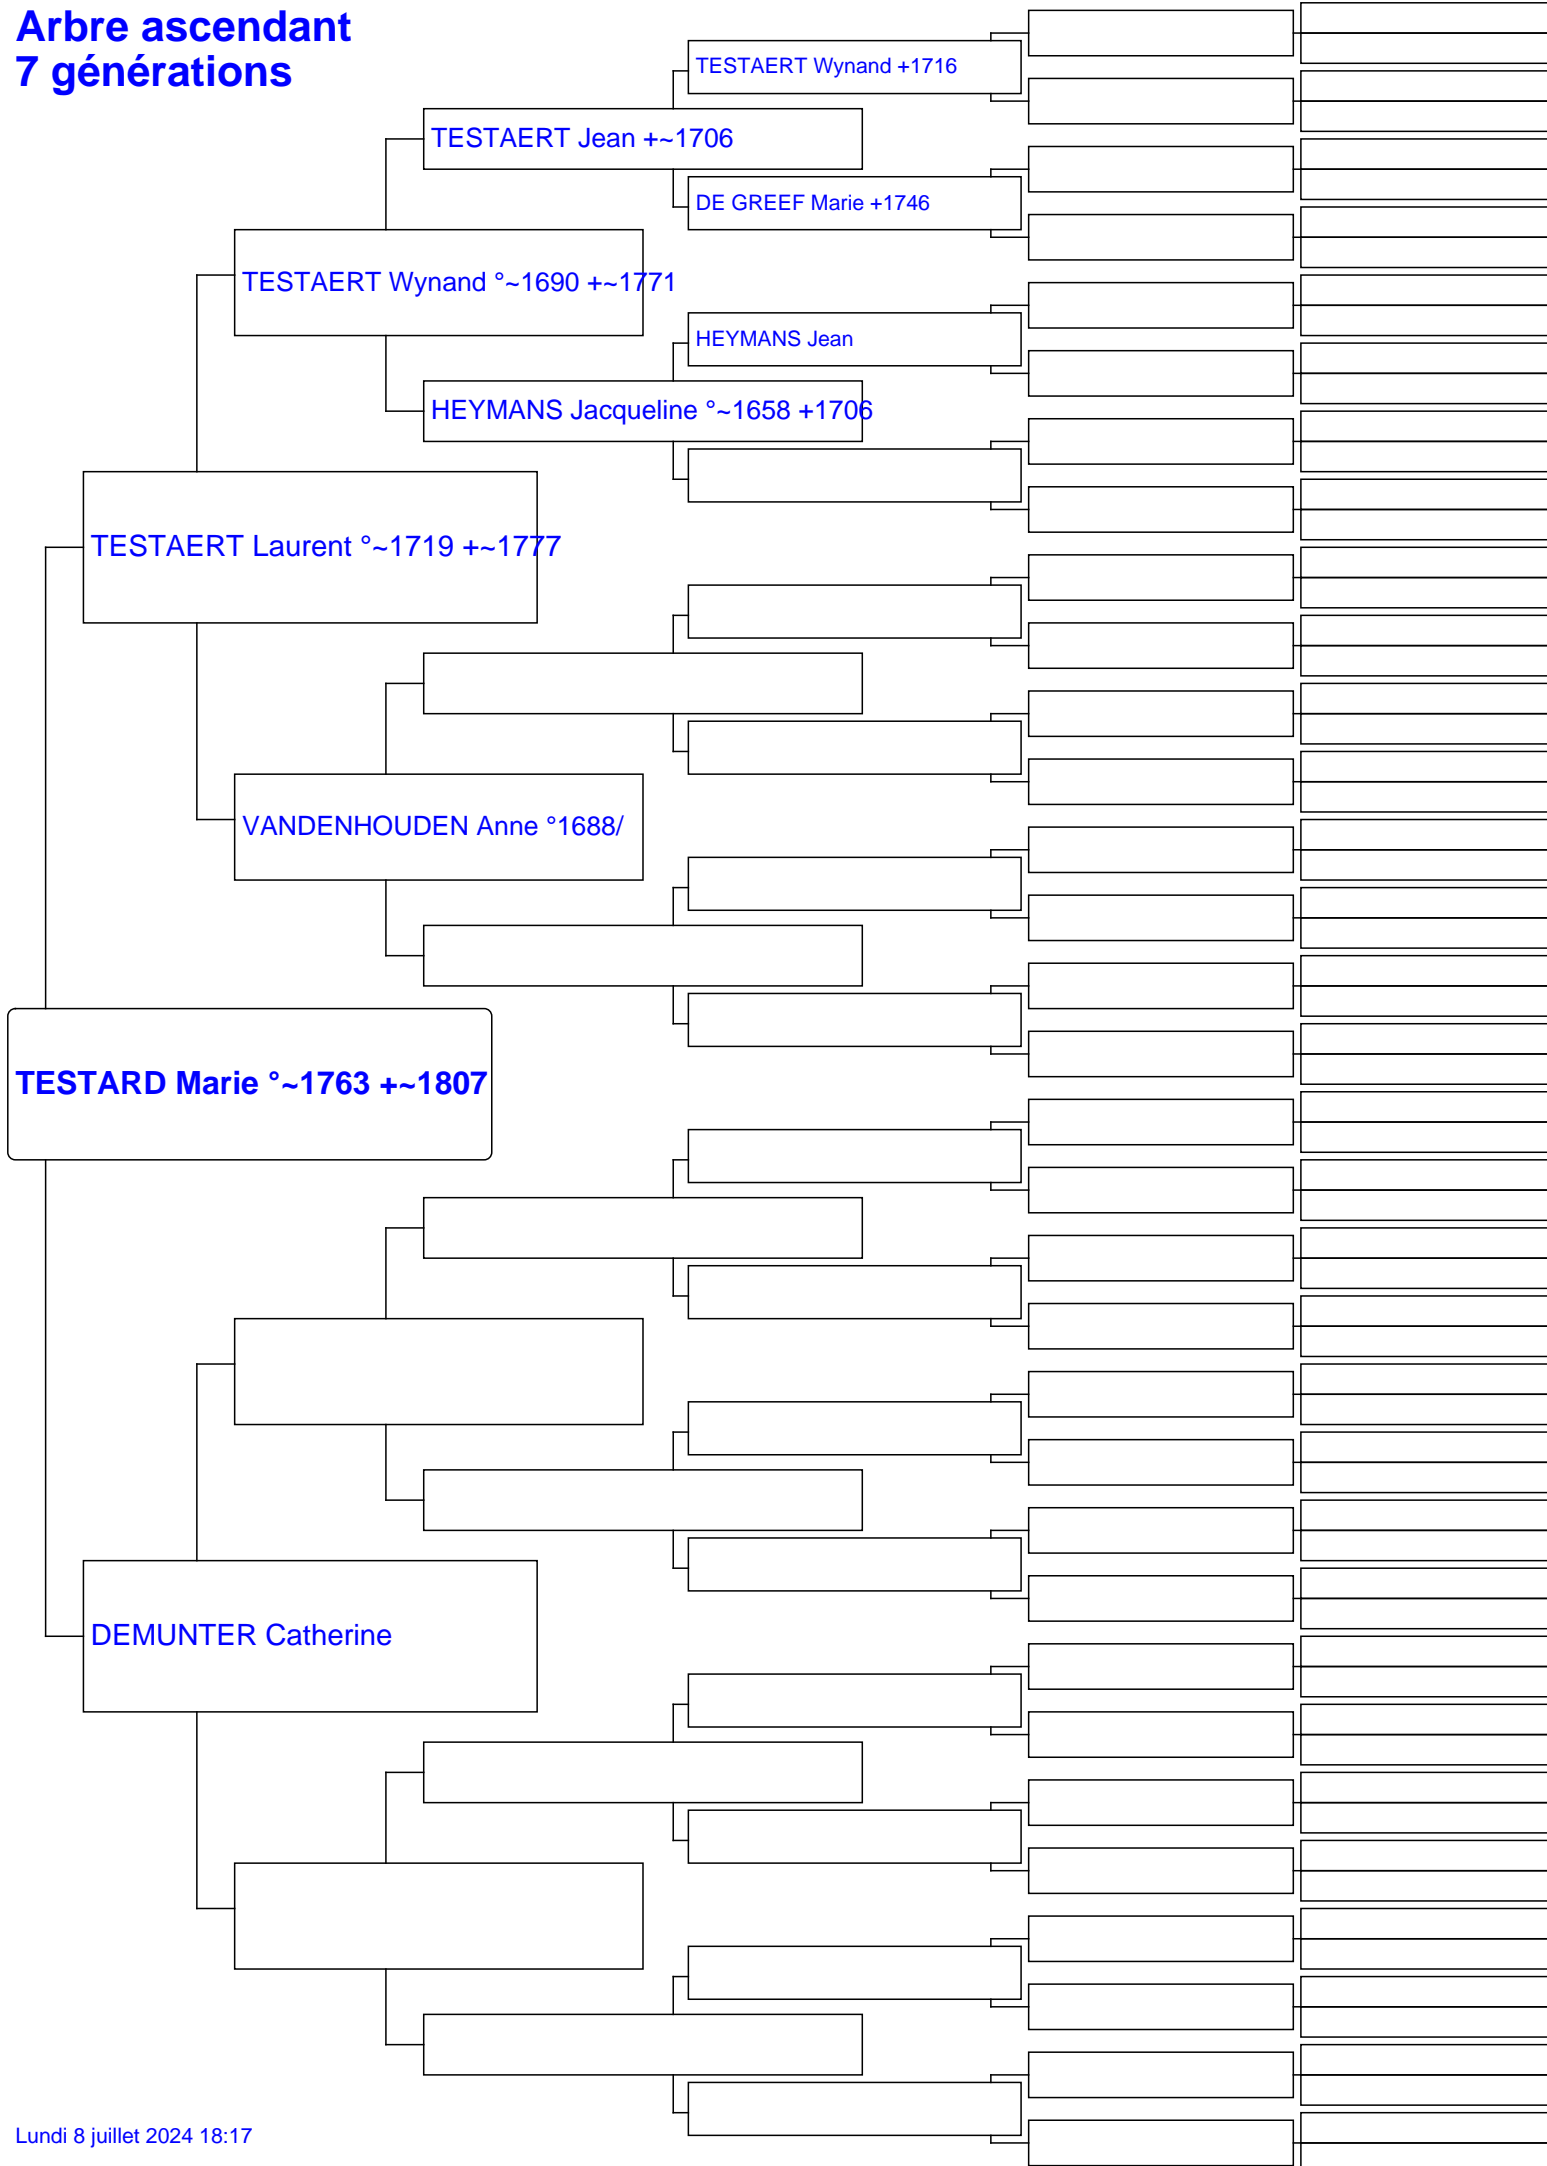 Arbre ascendant
7 générations
TESTAERT Wynand +1716
TESTAERT Jean +~1706
DE GREEF Marie +1746
TESTAERT Wynand °~1690 +~1771
HEYMANS Jean
HEYMANS Jacqueline °~1658 +1706
TESTAERT Laurent °~1719 +~1777
VANDENHOUDEN Anne °1688/
TESTARD Marie °~1763 +~1807
DEMUNTER Catherine
Lundi 8 juillet 2024 18:17